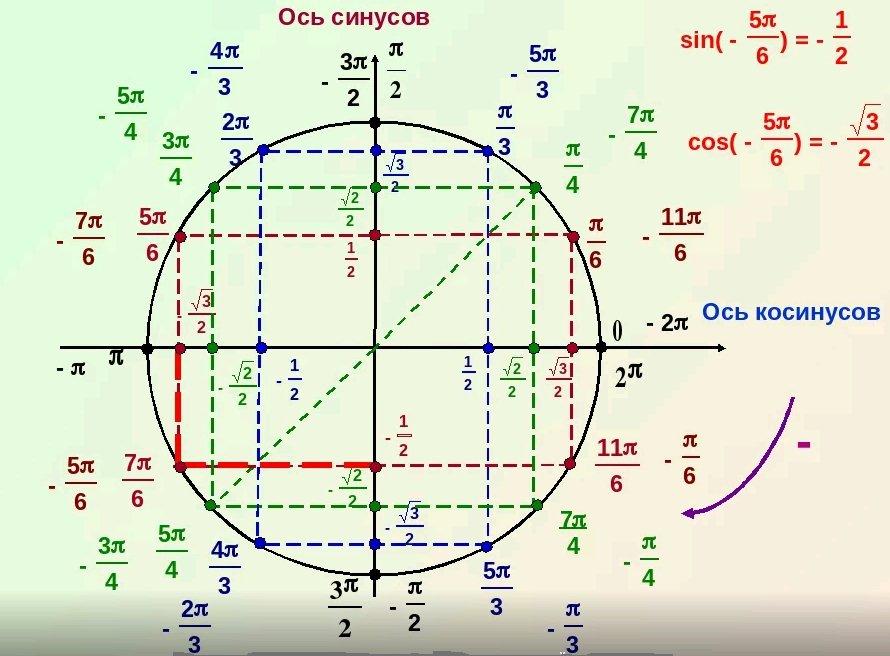 Ось синусов
sin( - 5π/6 ) = - 1/2
cos( - 5π/6 ) = - √3/2
- 4π/3
- 3π/2
π/2
- 5π/3
- 5π/4
2π/3
π/3
- 7π/4
3π/4
π/4
√3/2
√2/2
- 7π/6
5π/6
1/2
π/6
- 11π/6
- √3/2
Ось косинусов
0
- 2π
- π
π
- √2/2
- 1/2
1/2
√2/2
√3/2
2π
- 1/2
-
- 5π/6
7π/6
- √2/2
11π/6
- π/6
- 3π/4
5π/4
4π/3
- √3/2
7π/4
- π/4
- 2π/3
3π/2
- π/2
5π/3
- π/3